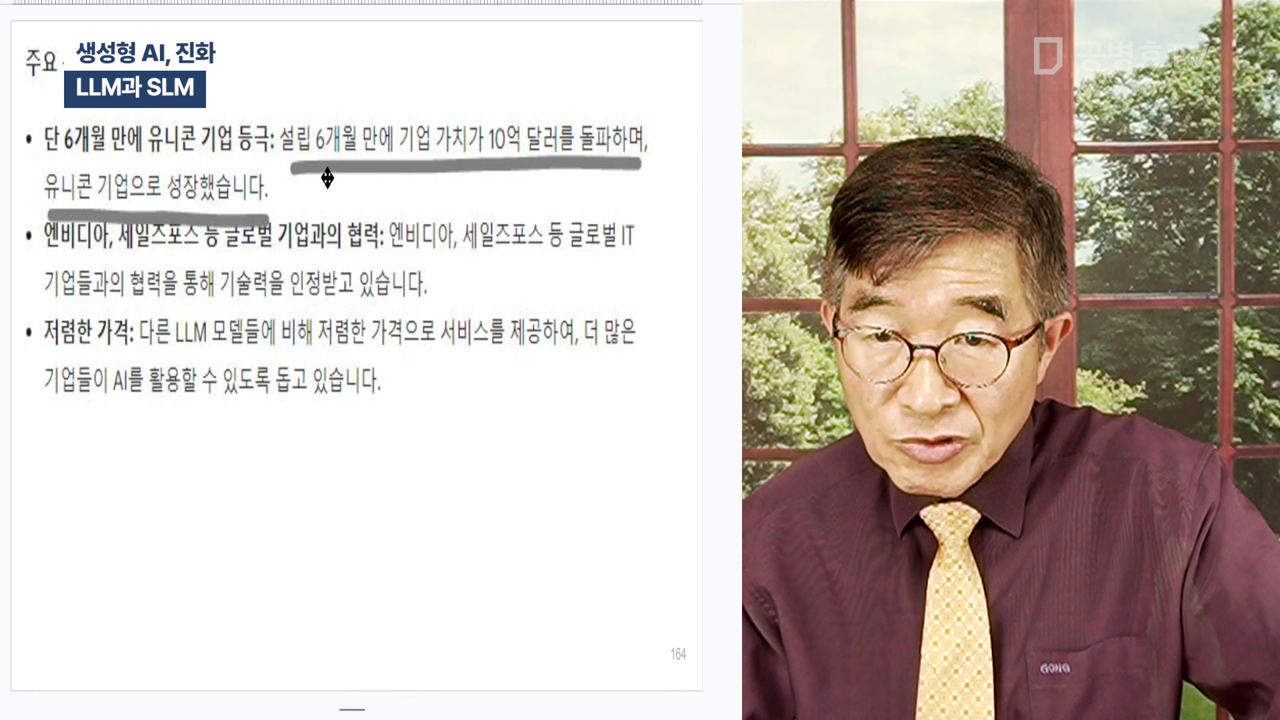 생성형 AI, 진화
LLM과 SLM
주요
• 단 6개월 만에 유니콘 기업 등극: 설립 6개월 만에 기업 가치가 10억 달러를 돌파하며,
유니콘 기업으로 성장했습니다.
• 엔비디아, 세일즈포스 등 글로벌 기업과의 협력: 엔비디아, 세일즈포스 등 글로벌 IT
기업들과의 협력을 통해 기술력을 인정받고 있습니다.
• 저렴한 가격: 다른 LLM 모델들에 비해 저렴한 가격으로 서비스를 제공하여, 더 많은
기업들이 AI를 활용할 수 있도록 돕고 있습니다.
164
GONG